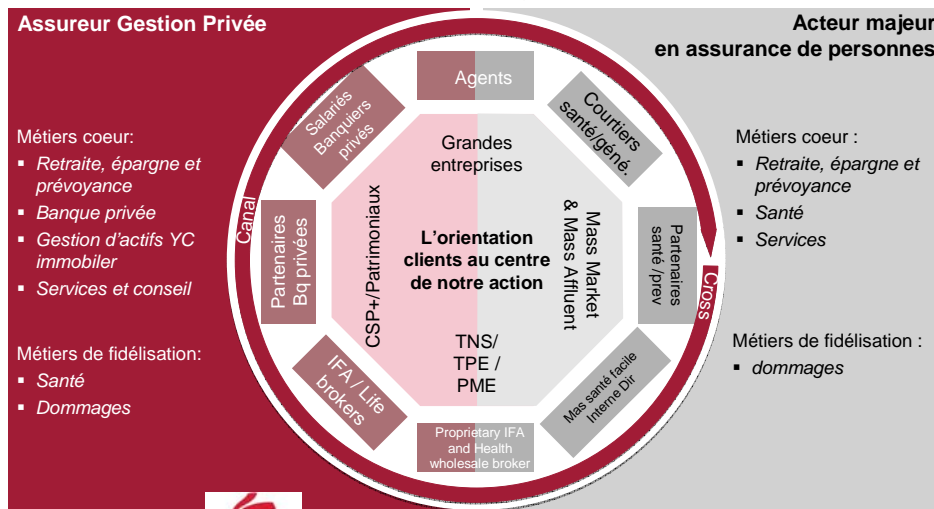 Assureur Gestion Privée
Acteur majeur
en assurance de personnes
Métiers coeur:
▪ Retraite, épargne et
prévoyance
▪ Banque privée
▪ Gestion d'actifs YC
immobiler
▪ Services et conseil
Métiers de fidélisation:
▪ Santé
▪ Dommages
Canal
Agents
Salariés
Banquiers
privés
Courtiers
santé/géné.
Partenaires
Bq privées
Partenaires
santé /prev
IFA / Life
brokers
Mas santé facile
Interne Dir
Proprietary IFA
and Health
wholesale broker
Grandes
entreprises
CSP+/Patrimoniaux
L'orientation
clients au centre
de notre action
Mass Market
& Mass Affluent
TNS/
TPE /
PME
Cross
Métiers coeur :
▪ Retraite, épargne et
prévoyance
▪ Santé
▪ Services
Métiers de fidélisation :
▪ dommages